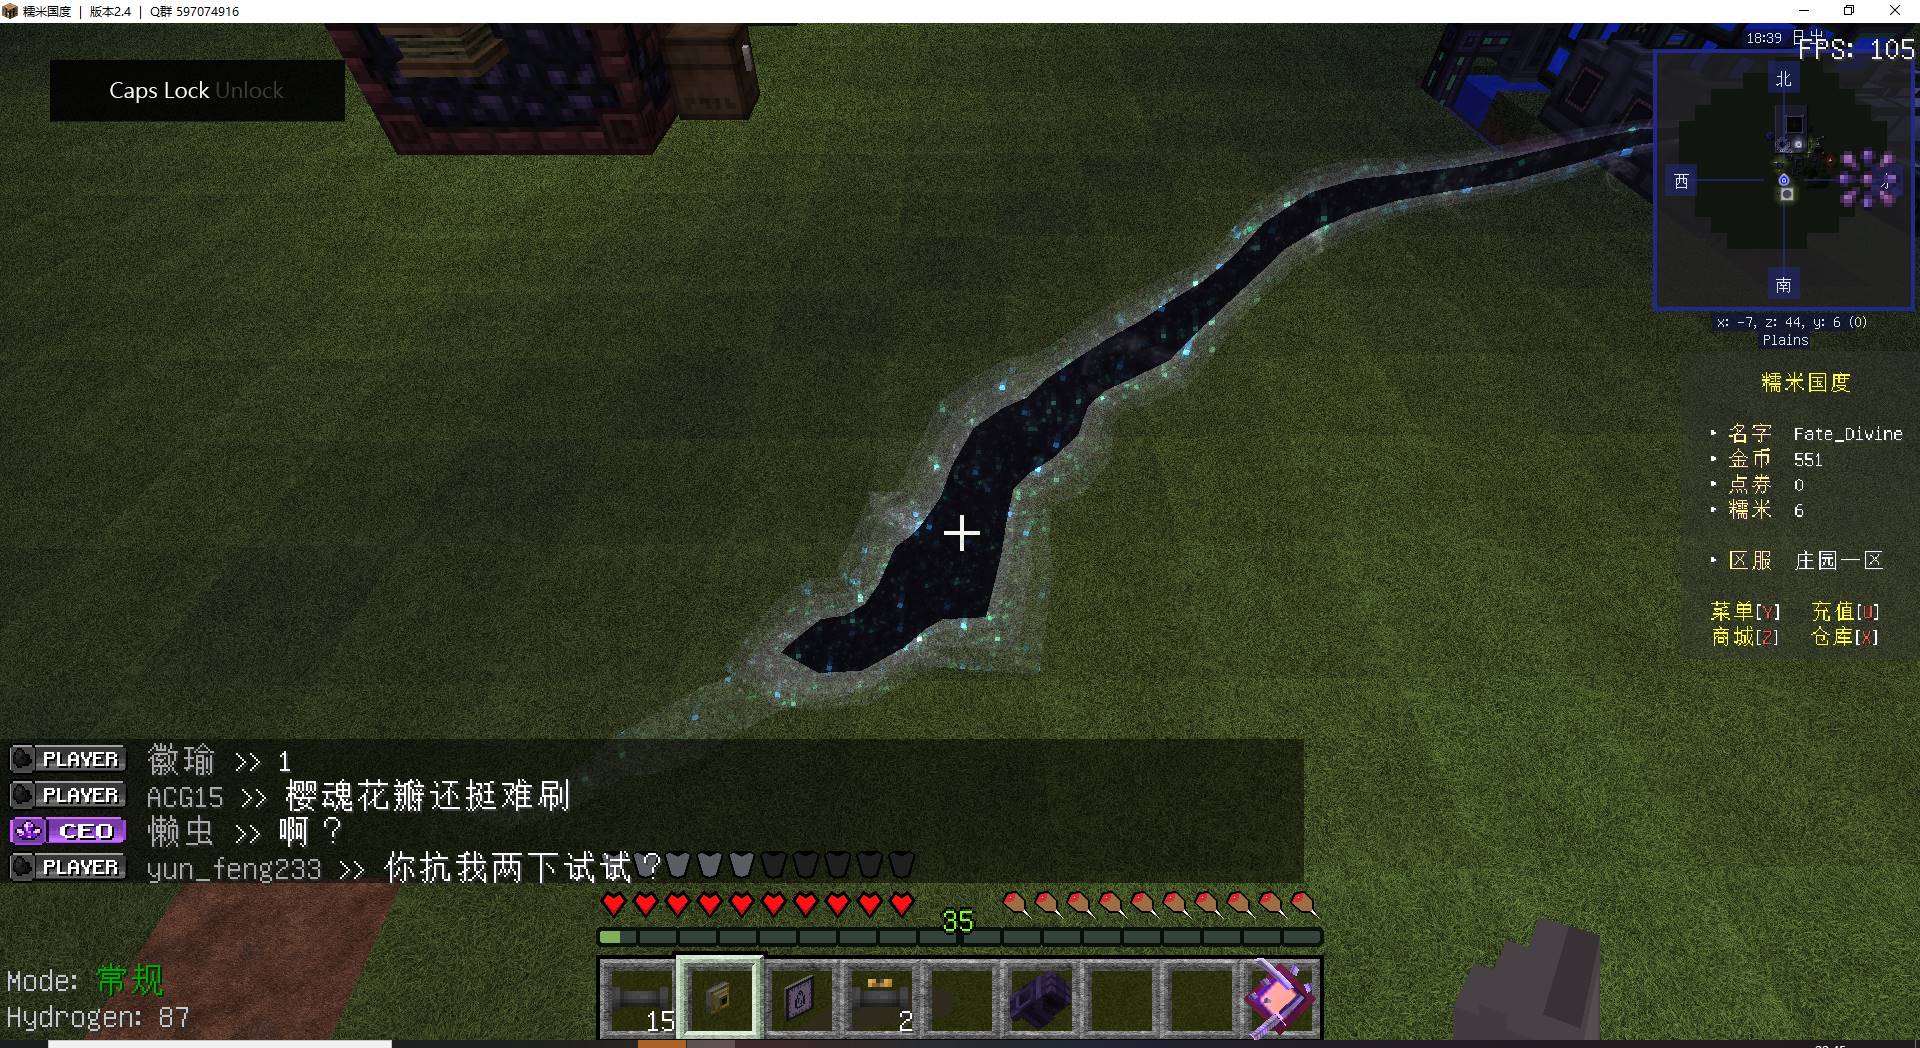 糯米国度 | 版本2.4 | Q群 597074916
Caps Lock Unlock
18:39 日出
FPS: 105
北
西
南
x: -7, z: 44, y: 6 (0)
Plains
糯米国度
名字 Fate_Divine
金币 551
点券 0
糯米 6
区服 庄园一区
菜单[Y] 充值[U]
商城[Z] 仓库[X]
PLAYER 徽瑜 >> 1
PLAYER ACG15 >> 樱魂花瓣还挺难刷
CEO 懒虫 >> 啊？
PLAYER yun_feng233 >> 你抗我两下试试？
35
Mode: 常规
Hydrogen: 87
15
2